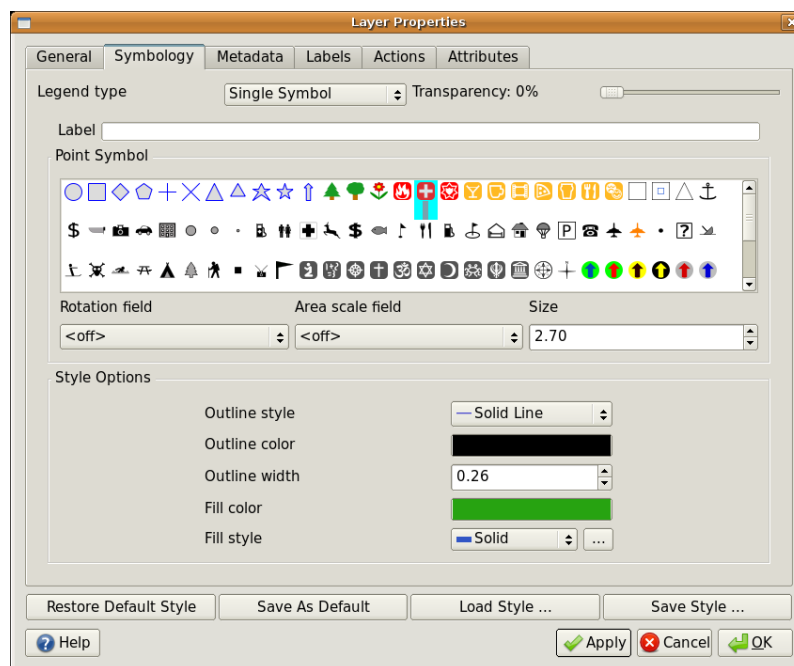 Layer Properties
General Symbology Metadata Labels Actions Attributes
Legend type Single Symbol Transparency: 0%
Label
Point Symbol
Rotation field Area scale field Size
<off> <off> 2.70
Style Options
Outline style Solid Line
Outline color
Outline width 0.26
Fill color
Fill style Solid ...
Restore Default Style Save As Default Load Style ... Save Style ...
Help Apply Cancel OK